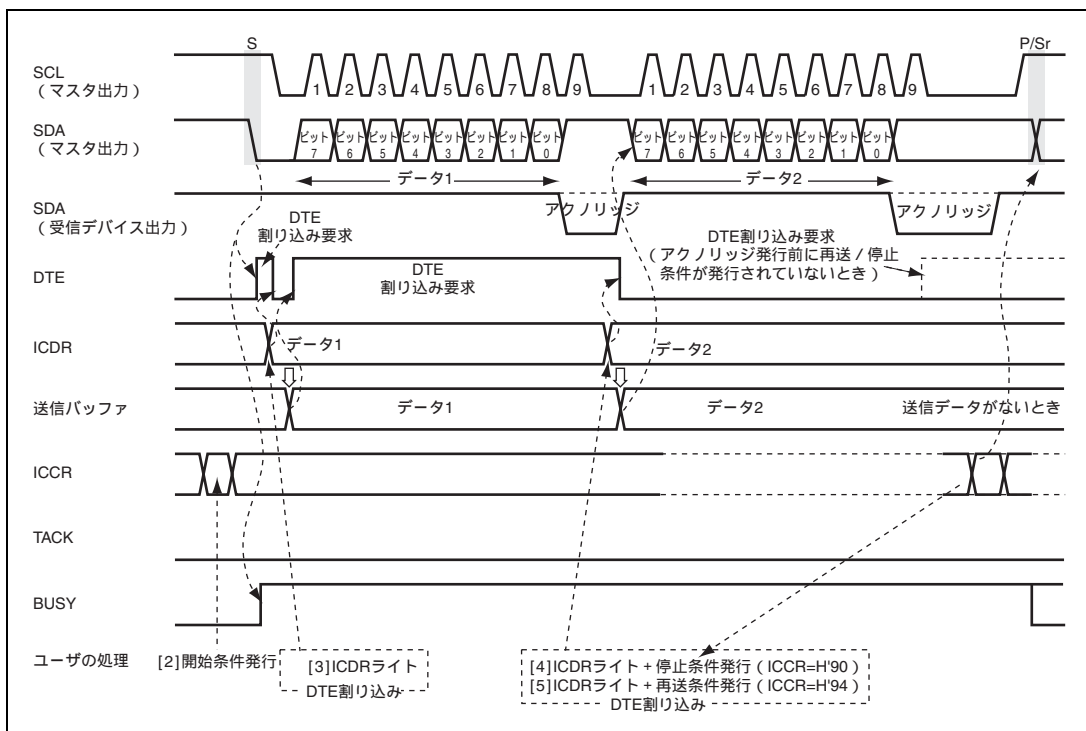 S
P/Sr
SCL
（マスタ出力）
1 2 3 4 5 6 7 8 9
1 2 3 4 5 6 7 8 9
SDA
（マスタ出力）
ビット7 ビット6 ビット5 ビット4 ビット3 ビット2 ビット1 ビット0
ビット7 ビット6 ビット5 ビット4 ビット3 ビット2 ビット1 ビット0
データ1
データ2
SDA
（受信デバイス出力）
アクノリッジ
アクノリッジ
DTE
割り込み要求
DTE割り込み要求
（アクノリッジ発行前に再送 / 停止
条件が発行されていないとき）
DTE
DTE
割り込み要求
ICDR
データ1
データ2
送信バッファ
データ1
データ2
送信データがないとき
ICCR
TACK
BUSY
ユーザの処理
[2]開始条件発行
[3]ICDRライト
DTE割り込み
[4]ICDRライト + 停止条件発行（ICCR=H'90）
[5]ICDRライト + 再送条件発行（ICCR=H'94）
DTE割り込み